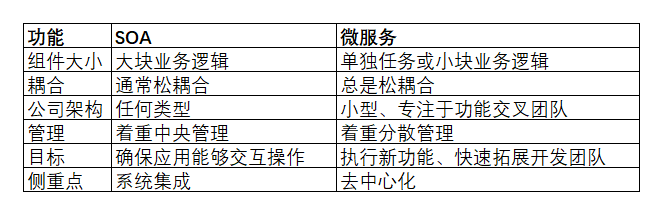 功能 SOA 微服务
组件大小 大块业务逻辑 单独任务或小块业务逻辑
耦合 通常松耦合 总是松耦合
公司架构 任何类型 小型、专注于功能交叉团队
管理 着重中央管理 着重分散管理
目标 确保应用能够交互操作 执行新功能、快速拓展开发团队
侧重点 系统集成 去中心化